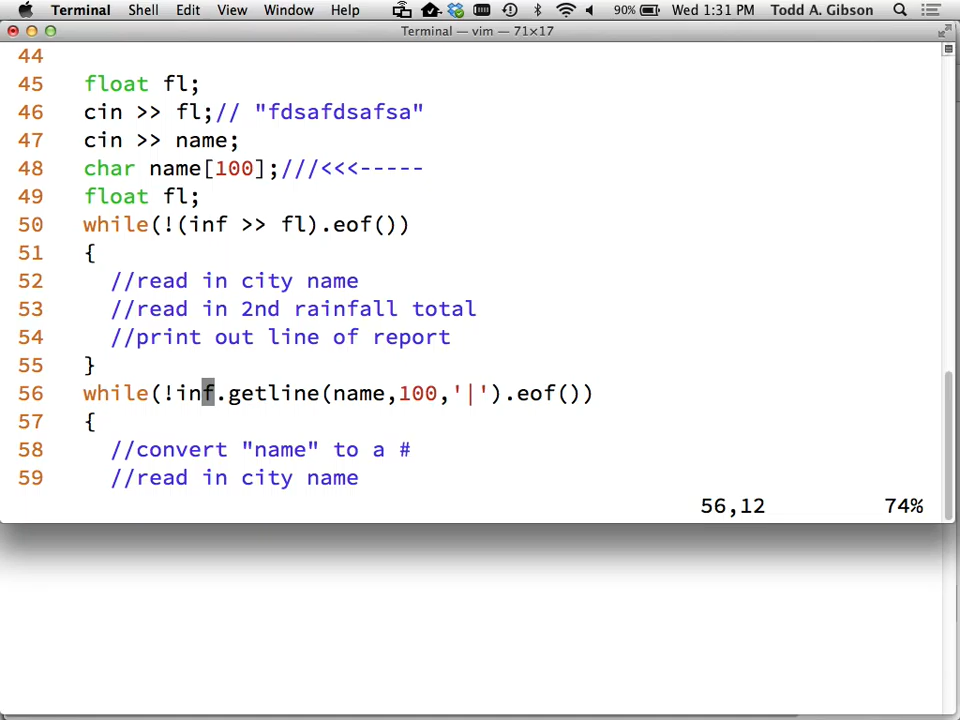 Terminal Shell Edit View Window Help 90% Wed 1:31 PM Todd A. Gibson
Terminal — vim — 71×17
44
45 float fl;
46 cin >> fl;// "fdsafdsafsa"
47 cin >> name;
48 char name[100];///<<<-----
49 float fl;
50 while(!(inf >> fl).eof())
51 {
52 //read in city name
53 //read in 2nd rainfall total
54 //print out line of report
55 }
56 while(!inf.getline(name,100,'|').eof())
57 {
58 //convert "name" to a #
59 //read in city name
56,12 74%